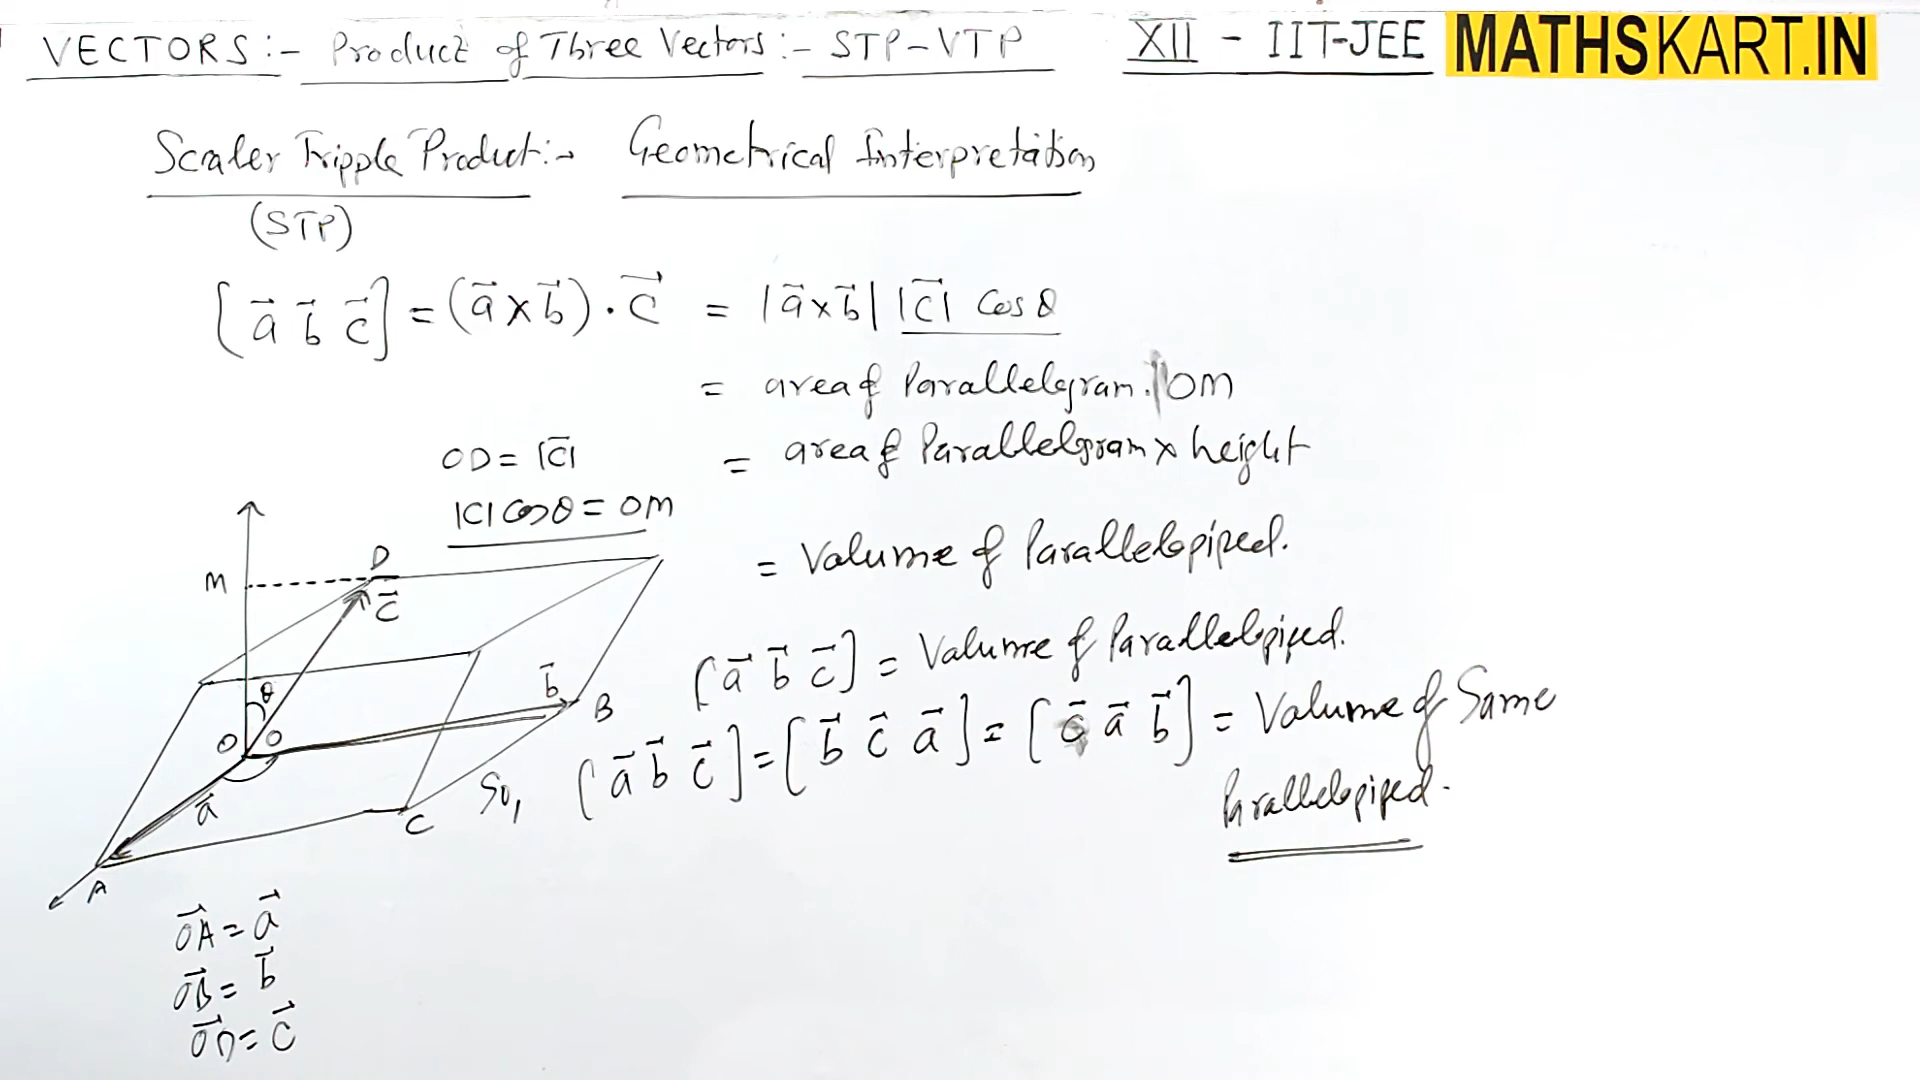 VECTORS:- Product of Three Vectors:- STP-VTP XII - IIT-JEE MATHSKART.IN
Scaler Tripple Product:→ Geometrical Interpretation
(STP)
[a⃗ b⃗ c⃗] = (a⃗×b⃗)·c⃗ = |a⃗×b⃗| |c⃗| cos θ
= area of Parallelogram. OM
OD = |c⃗| = area of Parallelogram × height
|C| cos θ = OM
= Volume of Parallelopiped.
D
M
c⃗
[a⃗ b⃗ c⃗] = Volume of Parallelopiped.
θ b⃗ B
O θ
So, [a⃗ b⃗ c⃗] = [b⃗ c⃗ a⃗] = [c⃗ a⃗ b⃗] = Volume of Same
Parallelopiped.
a⃗
C
A
OA⃗ = a⃗
OB⃗ = b⃗
OD⃗ = c⃗